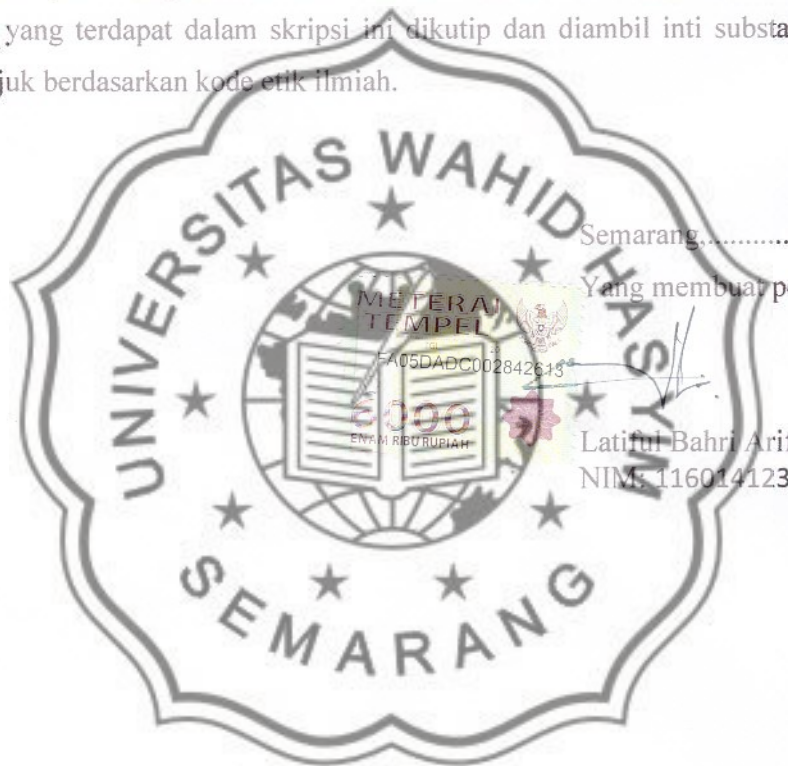 yang terdapat dalam skripsi ini dikutip dan diambil inti substa
juk berdasarkan kode etik ilmiah.
UNIVERSITAS WAHID HASYIM
SEMARANG
Semarang,............
Yang membuat pe
METERAI
TEMPEL
FA05DADC002842613
6000
ENAM RIBU RUPIAH
Latiful Bahri Arif
NIM: 116014123